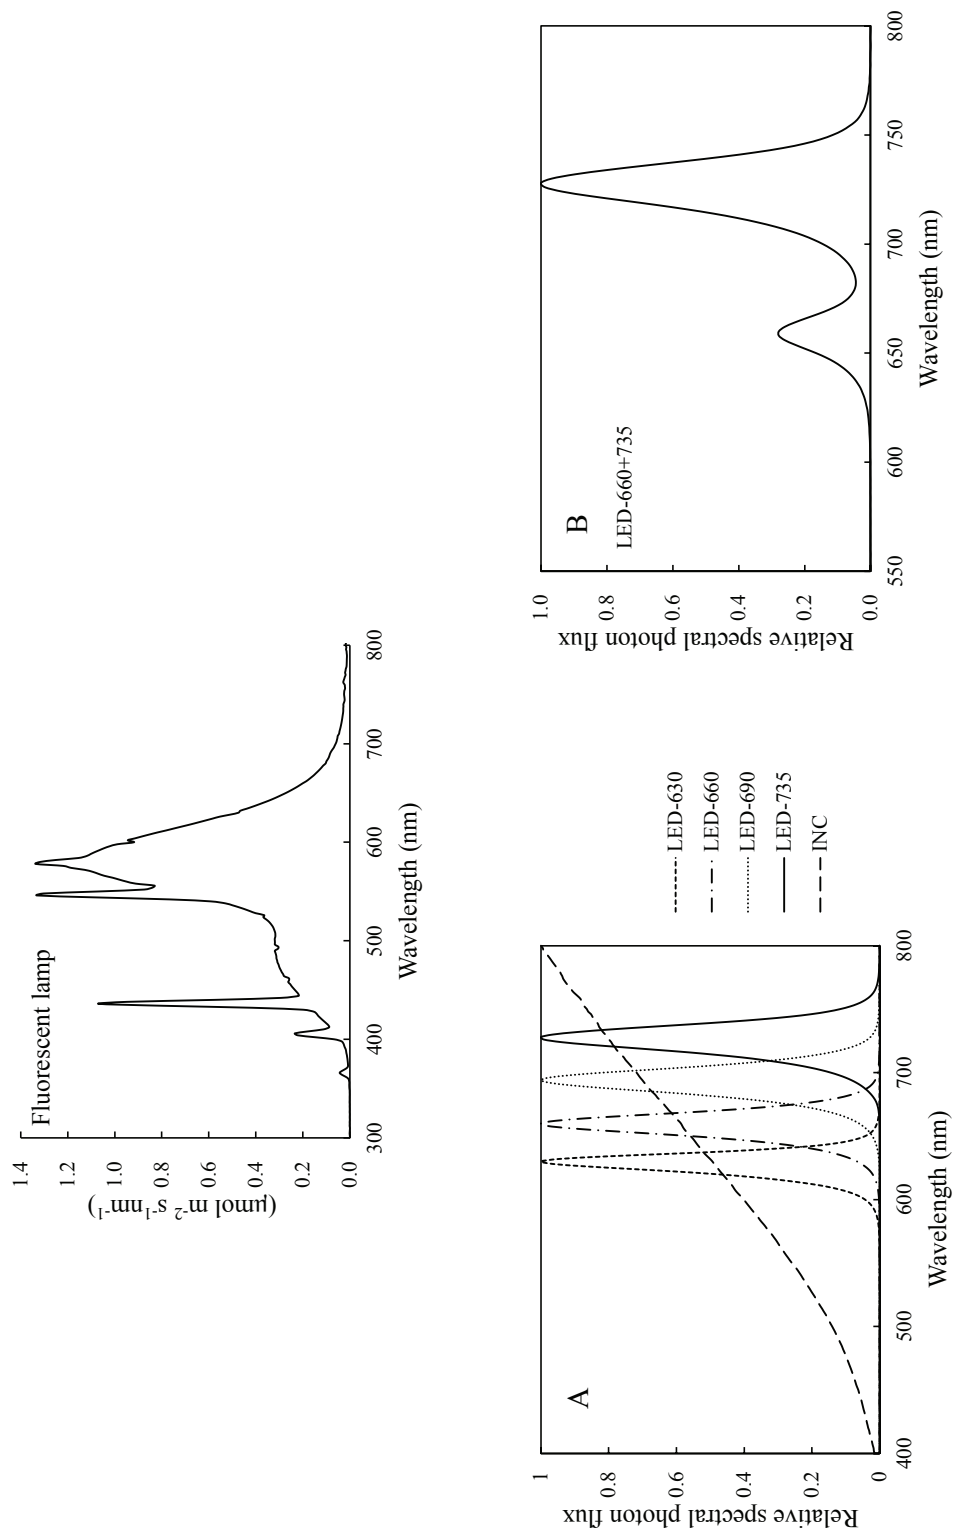 Fluorescent lamp
(µmol m⁻² s⁻¹nm⁻¹)
1.4
1.2
1.0
0.8
0.6
0.4
0.2
0.0
300
400
500
600
700
800
Wavelength (nm)
A
Relative spectral photon flux
1
0.8
0.6
0.4
0.2
0
400
500
600
700
800
Wavelength (nm)
LED-630
LED-660
LED-690
LED-735
INC
B
LED-660+735
Relative spectral photon flux
1.0
0.8
0.6
0.4
0.2
0.0
550
600
650
700
750
800
Wavelength (nm)